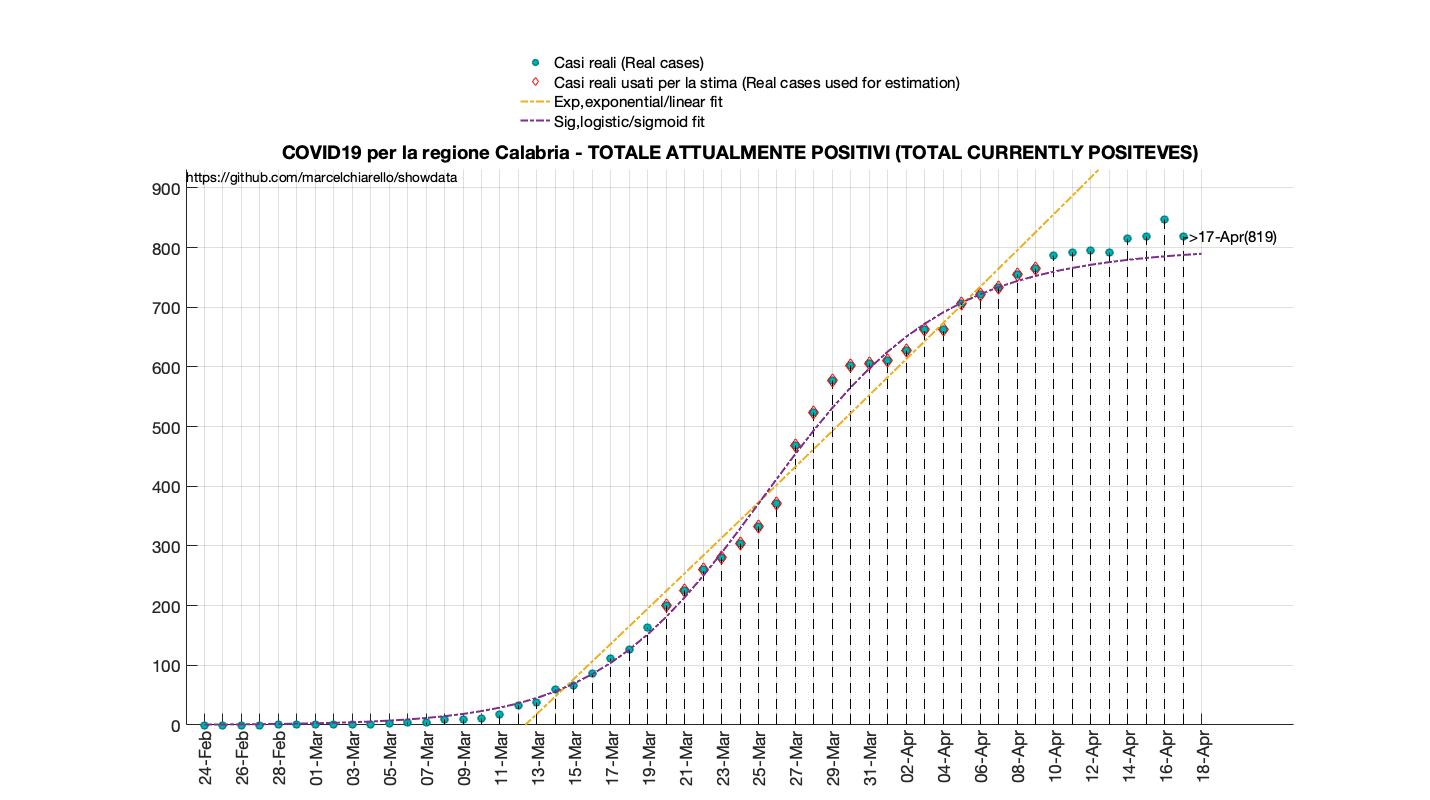 Casi reali (Real cases)
Casi reali usati per la stima (Real cases used for estimation)
Exp,exponential/linear fit
Sig,logistic/sigmoid fit
COVID19 per la regione Calabria - TOTALE ATTUALMENTE POSITIVI (TOTAL CURRENTLY POSITEVES)
https://github.com/marcelchiarello/showdata
900
800
700
600
500
400
300
200
100
0
->17-Apr(819)
24-Feb
26-Feb
28-Feb
01-Mar
03-Mar
05-Mar
07-Mar
09-Mar
11-Mar
13-Mar
15-Mar
17-Mar
19-Mar
21-Mar
23-Mar
25-Mar
27-Mar
29-Mar
31-Mar
02-Apr
04-Apr
06-Apr
08-Apr
10-Apr
12-Apr
14-Apr
16-Apr
18-Apr